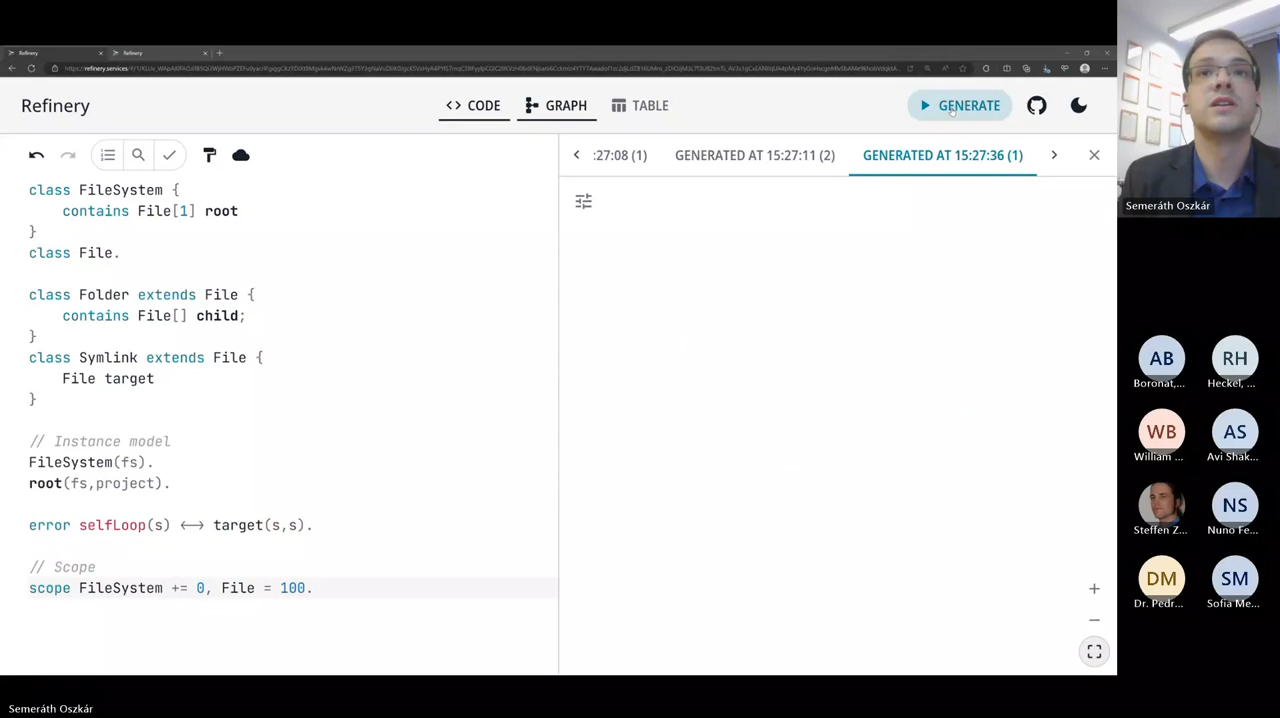 Refinery
Refinery
Refinery
CODE
GRAPH
TABLE
GENERATE
:27:08 (1)
GENERATED AT 15:27:11 (2)
GENERATED AT 15:27:36 (1)
class FileSystem {
contains File[1] root
}
class File.
class Folder extends File {
contains File[] child;
}
class Symlink extends File {
File target
}
// Instance model
FileSystem(fs).
root(fs,project).
error selfLoop(s) <-> target(s,s).
// Scope
scope FileSystem += 0, File = 100.
Semeráth Oszkár
AB
Boronat,...
RH
Heckel, ...
WB
William ...
AS
Avi Shak...
Steffen Z...
NS
Nuno Fe...
DM
Dr. Pedr...
SM
Sofia Me...
Semeráth Oszkár